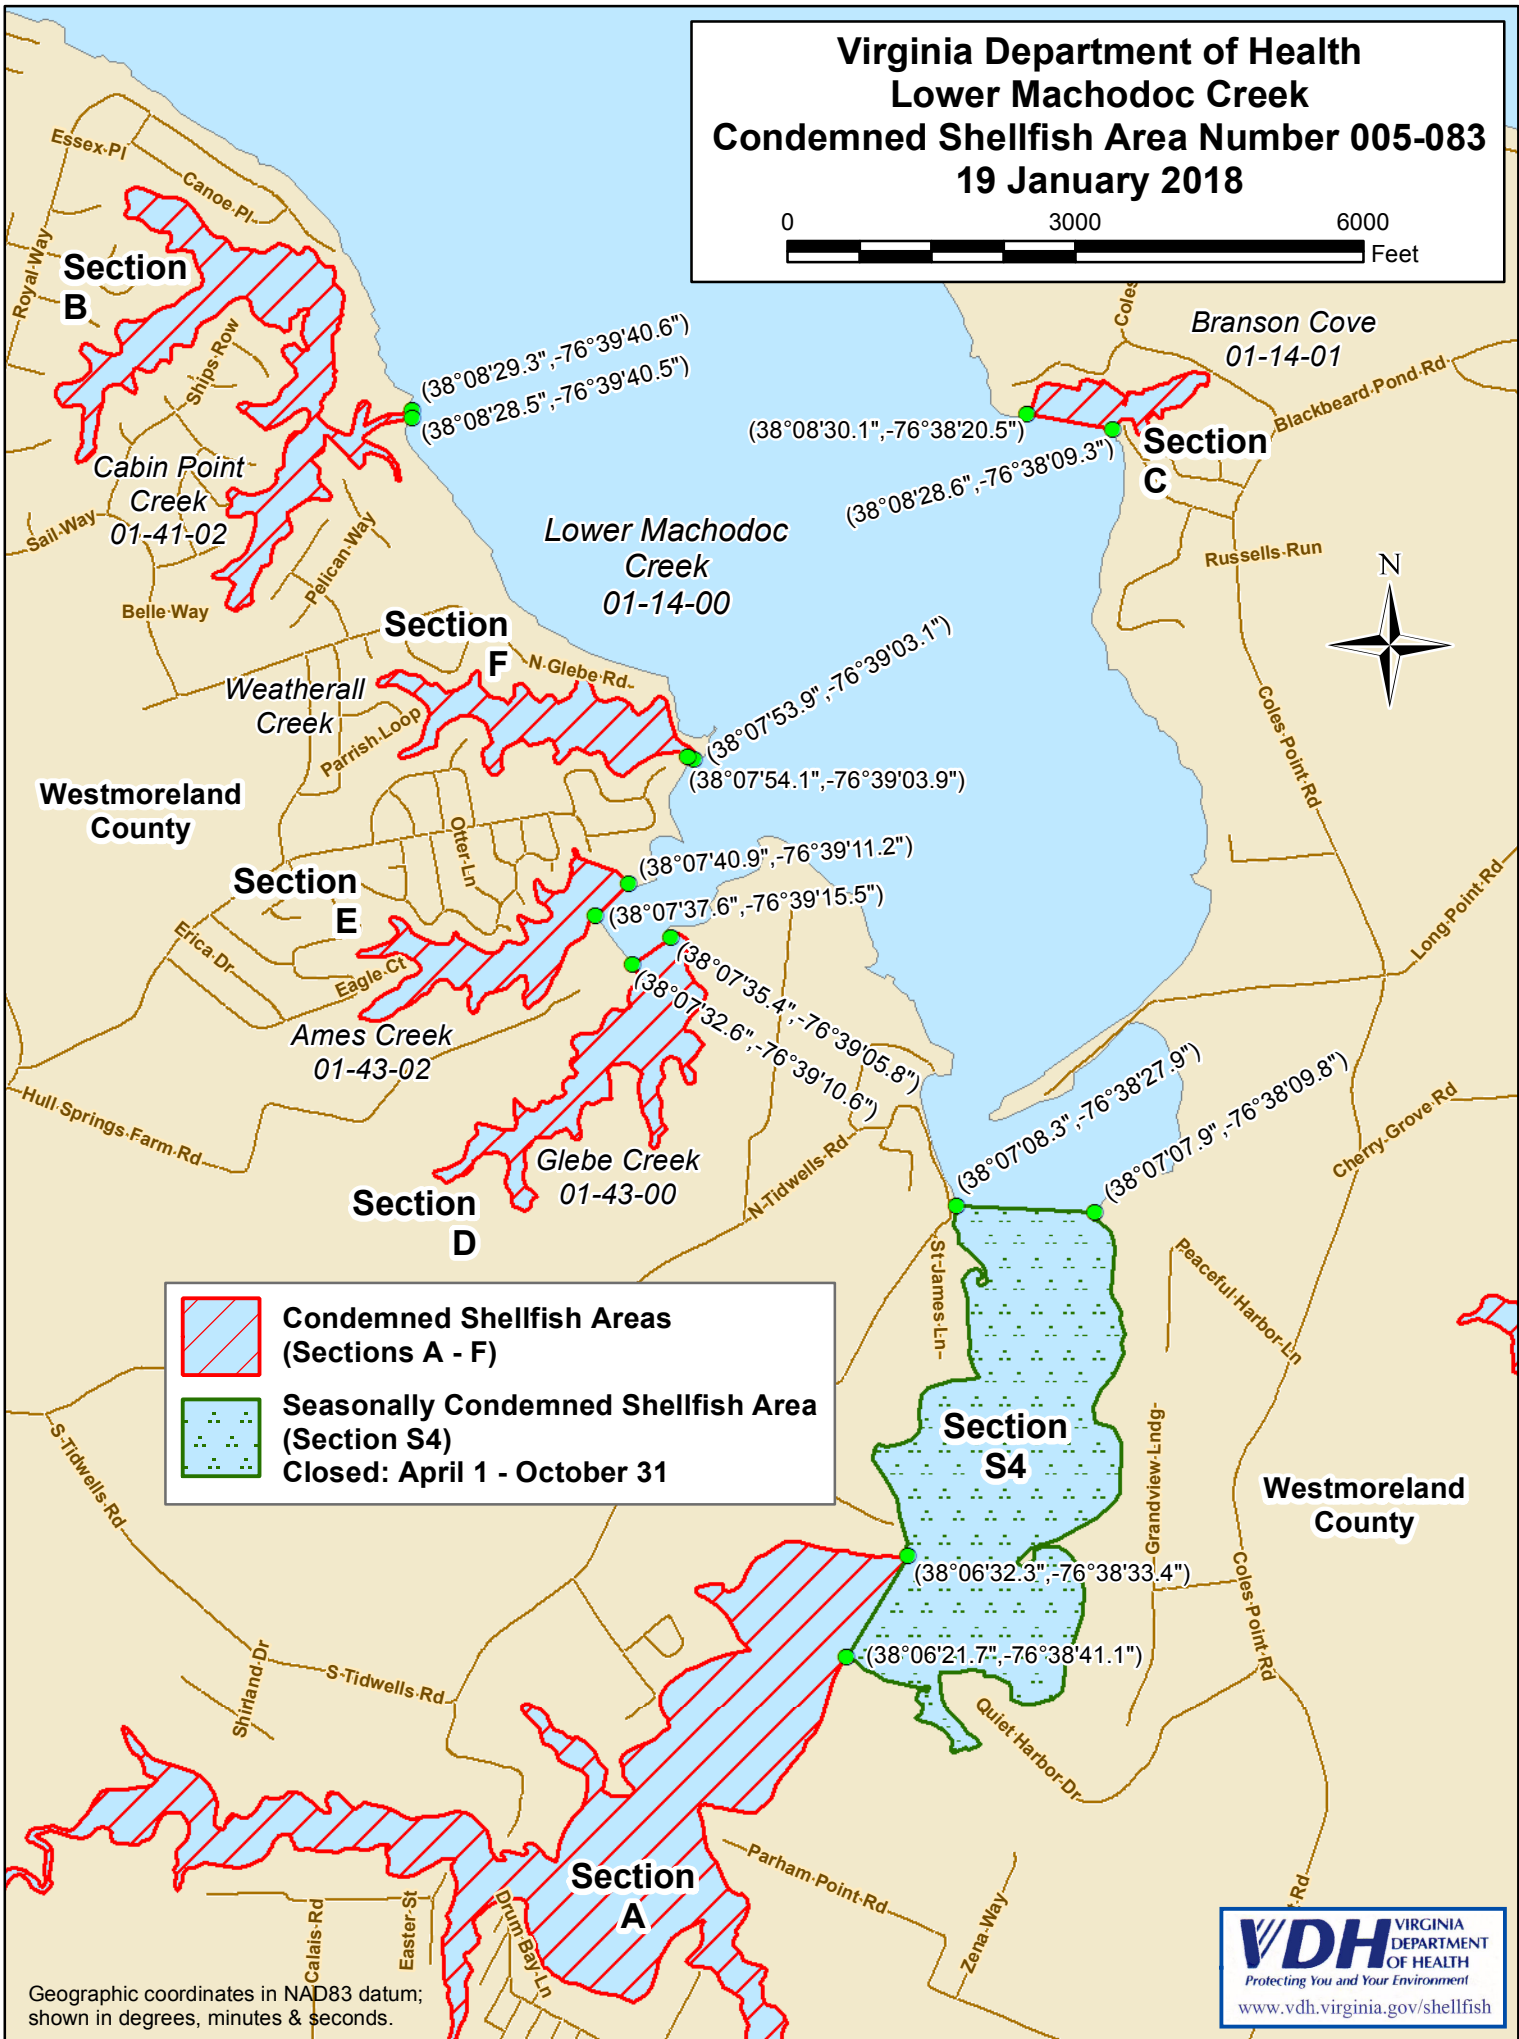 Virginia Department of Health
Lower Machodoc Creek
Condemned Shellfish Area Number 005-083
19 January 2018
0 3000 6000
Feet
Essex Pl
Canoe Pl
Royal Way
Section
B
Ships Row
(38°08'29.3",-76°39'40.6")
(38°08'28.5",-76°39'40.5")
Coles
Branson Cove
01-14-01
Blackbeard Pond Rd
(38°08'30.1",-76°38'20.5")
(38°08'28.6",-76°38'09.3")
Section
C
Cabin Point
Creek
01-41-02
Sail Way
Pelican Way
Belle Way
Lower Machodoc
Creek
01-14-00
Russells Run
N
Section
F
N Glebe Rd
Weatherall
Creek
Parrish Loop
(38°07'53.9",-76°39'03.1")
(38°07'54.1",-76°39'03.9")
Coles Point Rd
Westmoreland
County
Otter Ln
(38°07'40.9",-76°39'11.2")
(38°07'37.6",-76°39'15.5")
Section
E
Erica Dr
Eagle Ct
Long Point Rd
(38°07'35.4",-76°39'05.8")
(38°07'32.6",-76°39'10.6")
Ames Creek
01-43-02
Hull Springs Farm Rd
(38°07'08.3",-76°38'27.9")
(38°07'07.9",-76°38'09.8")
Cherry Grove Rd
Glebe Creek
01-43-00
N Tidwells Rd
Section
D
St James Ln
Peaceful Harbor Ln
Condemned Shellfish Areas
(Sections A - F)
Seasonally Condemned Shellfish Area
(Section S4)
Closed: April 1 - October 31
Section
S4
Grandview Lndg
Westmoreland
County
S Tidwells Rd
(38°06'32.3",-76°38'33.4")
Coles Point Rd
(38°06'21.7",-76°38'41.1")
Shirland Dr
S Tidwells Rd
Quiet Harbor Dr
Section
A
Parham Point Rd
Zena Way
t Rd
Calais Rd
Easter St
Drum Bay Ln
Geographic coordinates in NAD83 datum;
shown in degrees, minutes & seconds.
VDH
VIRGINIA
DEPARTMENT
OF HEALTH
Protecting You and Your Environment
www.vdh.virginia.gov/shellfish